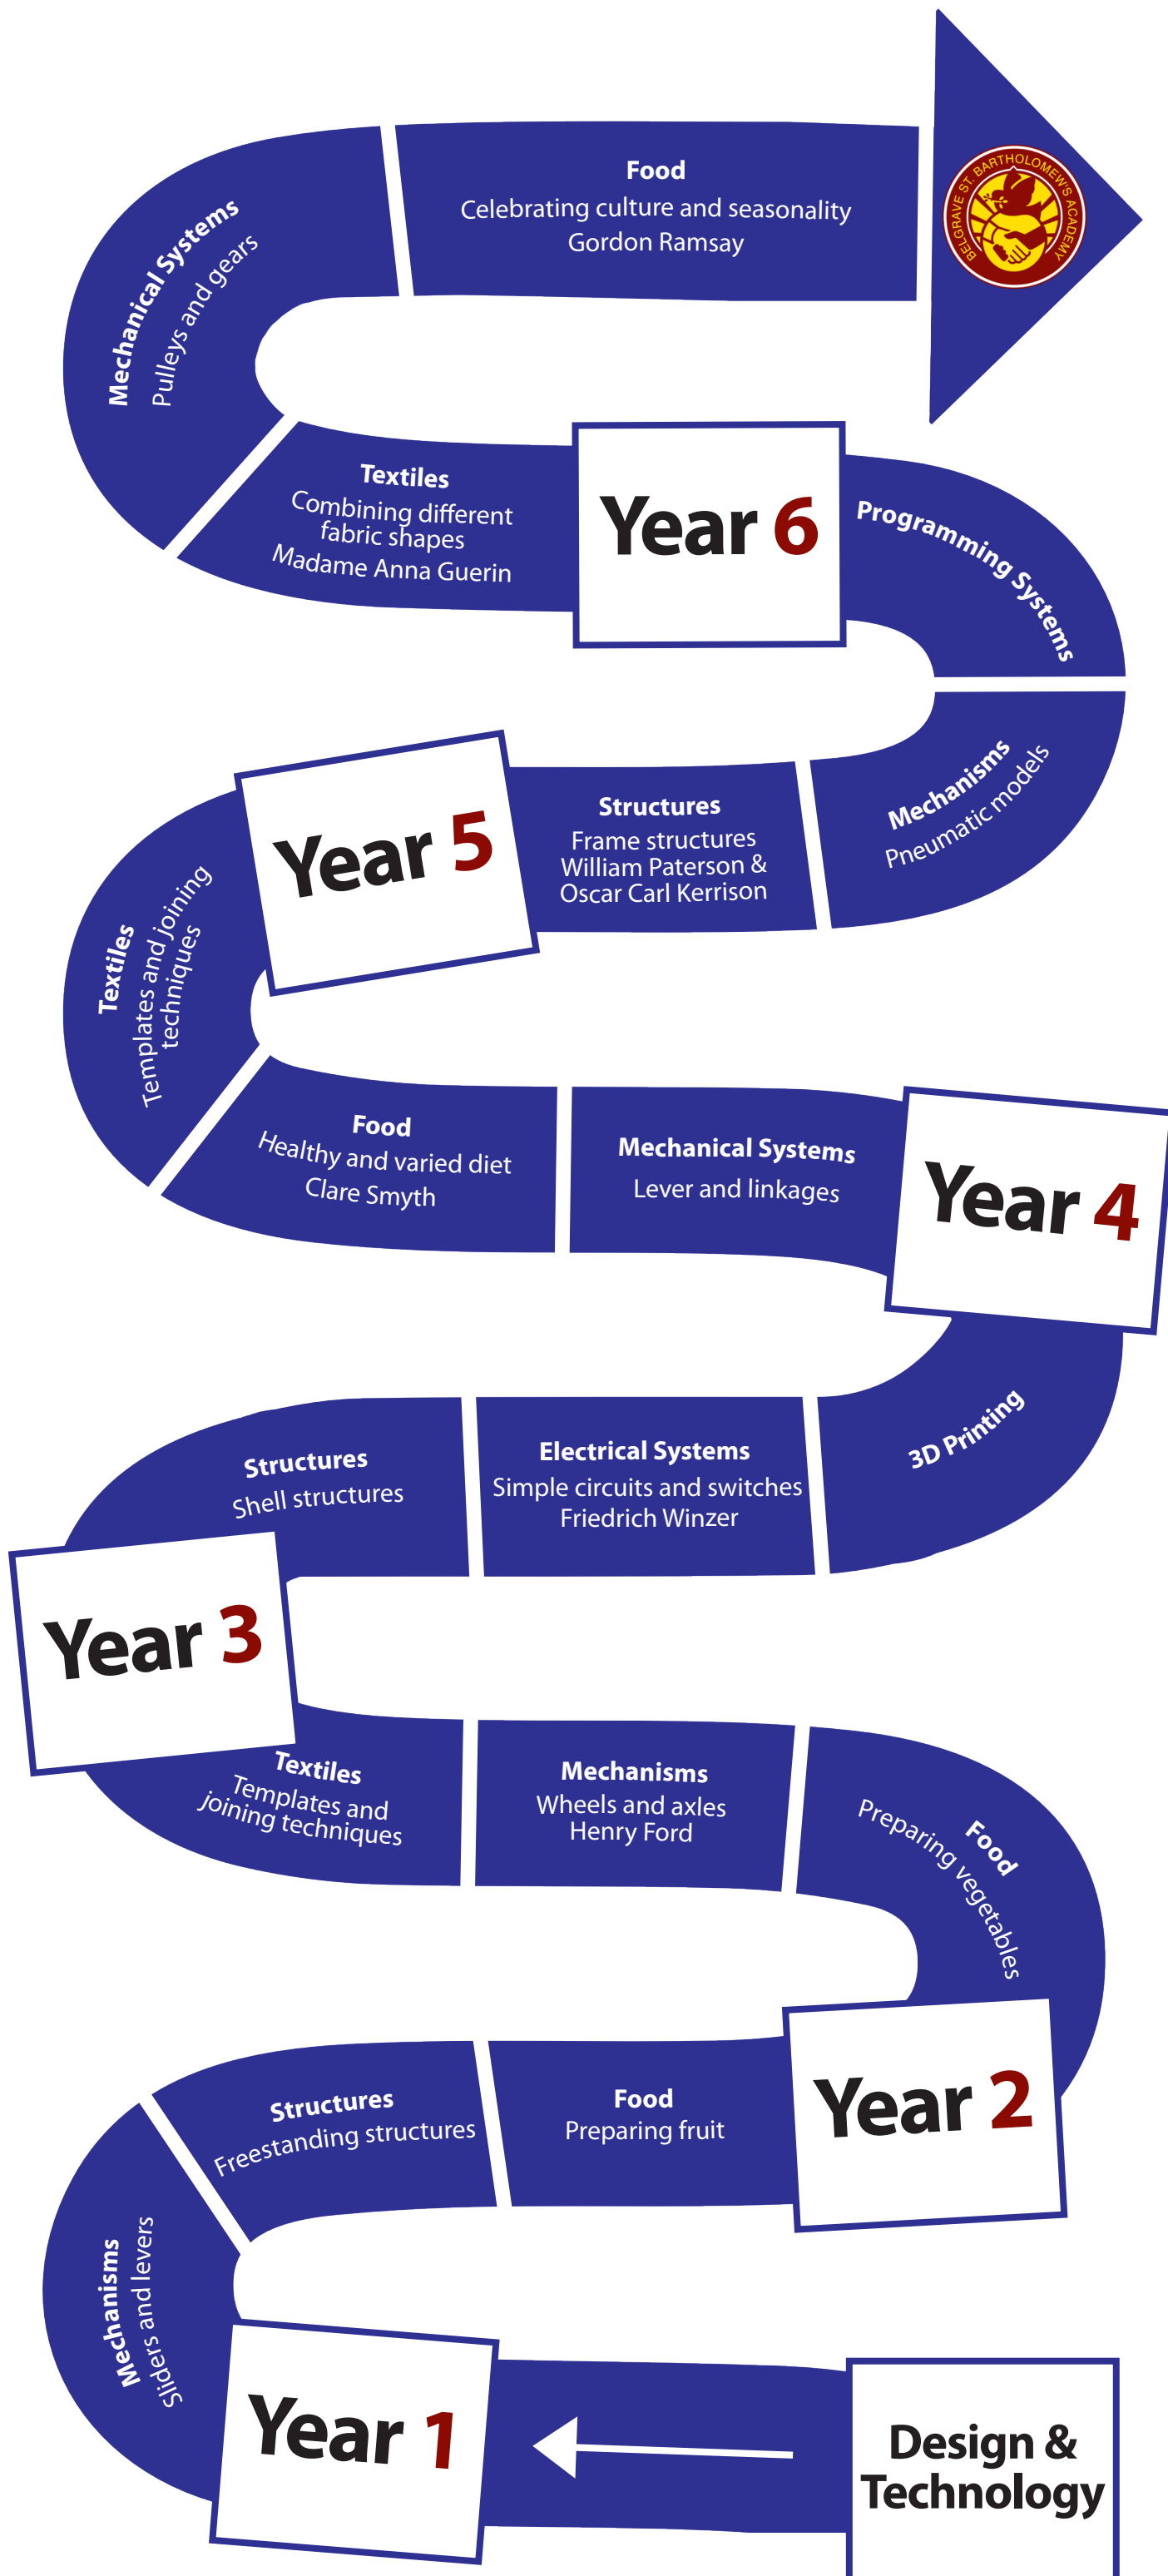 Food
Celebrating culture and seasonality
Gordon Ramsay
BELGRAVE ST. BARTHOLOMEW'S ACADEMY
Mechanical Systems
Pulleys and gears
Textiles
Combining different
fabric shapes
Madame Anna Guerin
Year 6
Programming Systems
Mechanisms
Pneumatic models
Structures
Frame structures
William Paterson &
Oscar Carl Kerrison
Year 5
Textiles
Templates and joining
techniques
Food
Healthy and varied diet
Clare Smyth
Mechanical Systems
Lever and linkages
Year 4
3D Printing
Electrical Systems
Simple circuits and switches
Friedrich Winzer
Structures
Shell structures
Year 3
Textiles
Templates and
joining techniques
Mechanisms
Wheels and axles
Henry Ford
Food
Preparing vegetables
Year 2
Food
Preparing fruit
Structures
Freestanding structures
Mechanisms
Sliders and levers
Year 1
Design &
Technology